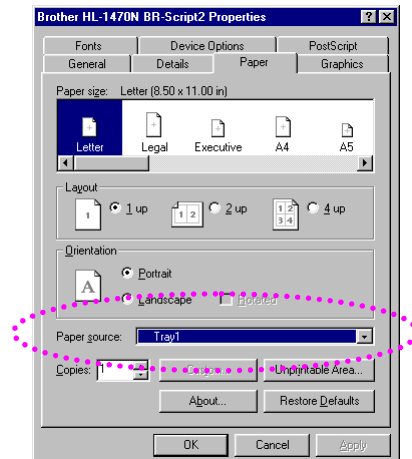 Brother HL-1470N BR-Script2 Properties
Fonts Device Options PostScript
General Details Paper Graphics
Paper size: Letter (8.50 x 11.00 in)
Letter Legal Executive A4 A5
Layout
1 1 up 1 2 2 up 1 2 3 4 4 up
Orientation
A Portrait
Landscape Rotated
Paper source: Tray1
Copies: 1 Unprintable Area...
About... Restore Defaults
OK Cancel Apply